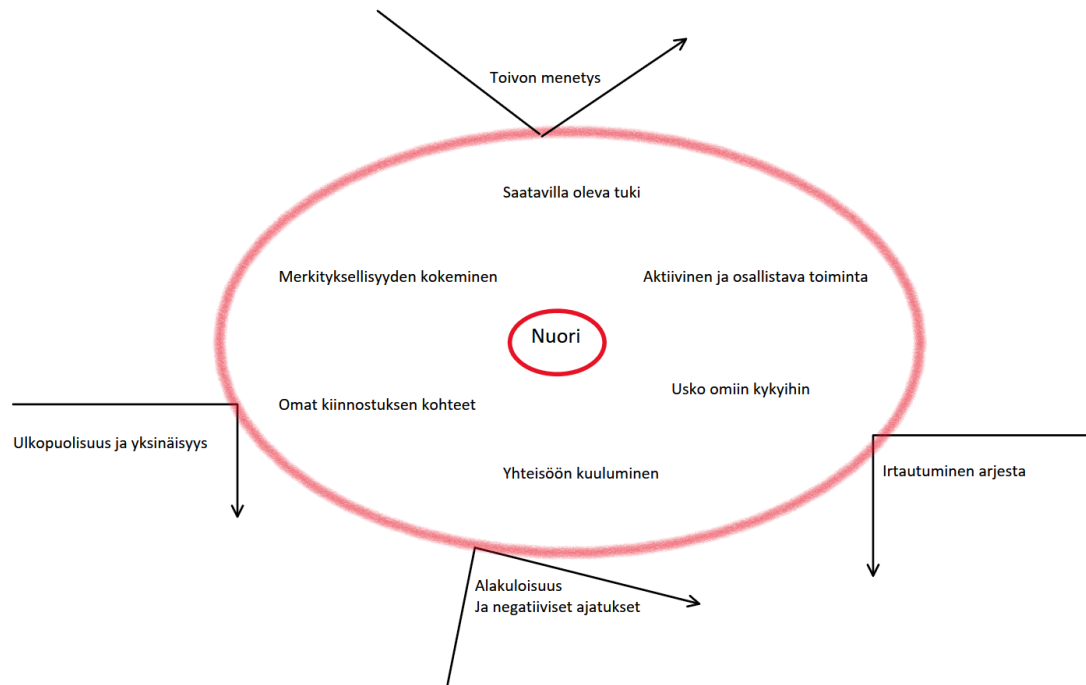 Toivon menetys
Saatavilla oleva tuki
Merkityksellisyyden kokeminen
Aktiivinen ja osallistava toiminta
Nuori
Usko omiin kykyihin
Omat kiinnostuksen kohteet
Ulkopuolisuus ja yksinäisyys
Yhteisöön kuuluminen
Irtautuminen arjesta
Alakuloisuus
Ja negatiiviset ajatukset